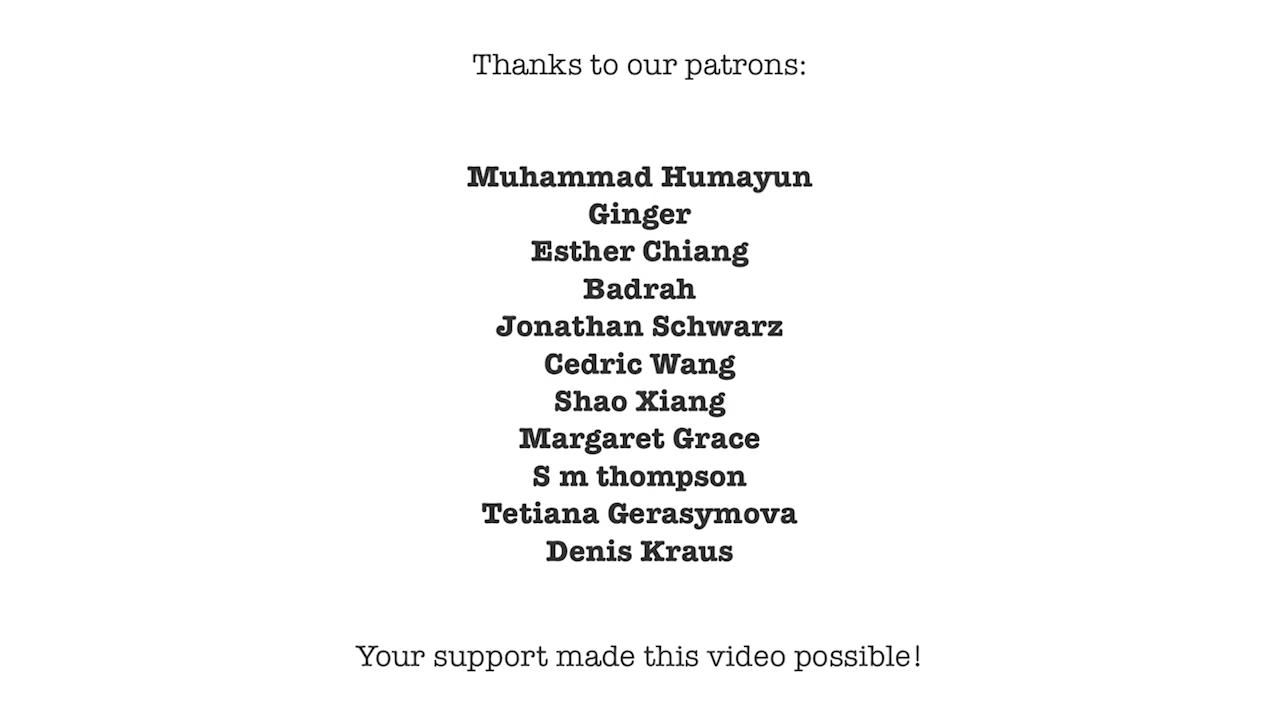 Thanks to our patrons:
Muhammad Humayun
Ginger
Esther Chiang
Badrah
Jonathan Schwarz
Cedric Wang
Shao Xiang
Margaret Grace
S m thompson
Tetiana Gerasymova
Denis Kraus
Your support made this video possible!